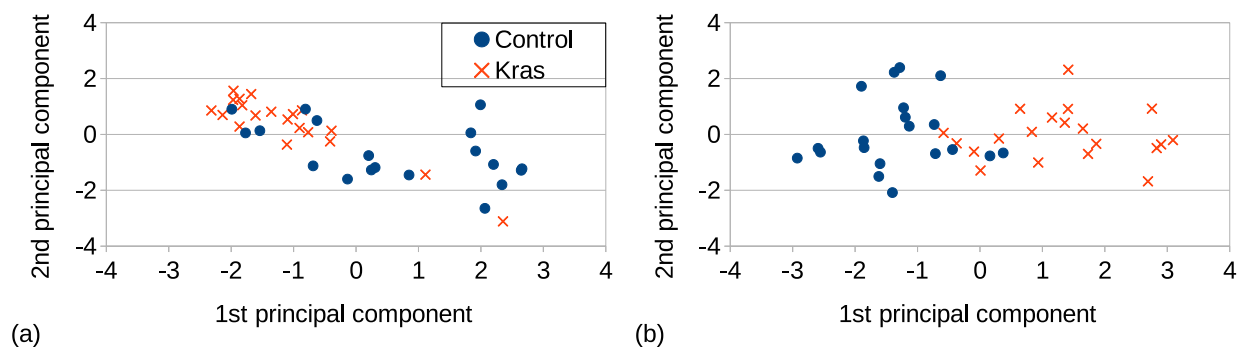 2nd principal component
4
2
0
-2
-4
-4 -3 -2 -1 0 1 2 3 4
1st principal component
Control
Kras
(a)
2nd principal component
4
2
0
-2
-4
-4 -3 -2 -1 0 1 2 3 4
1st principal component
(b)